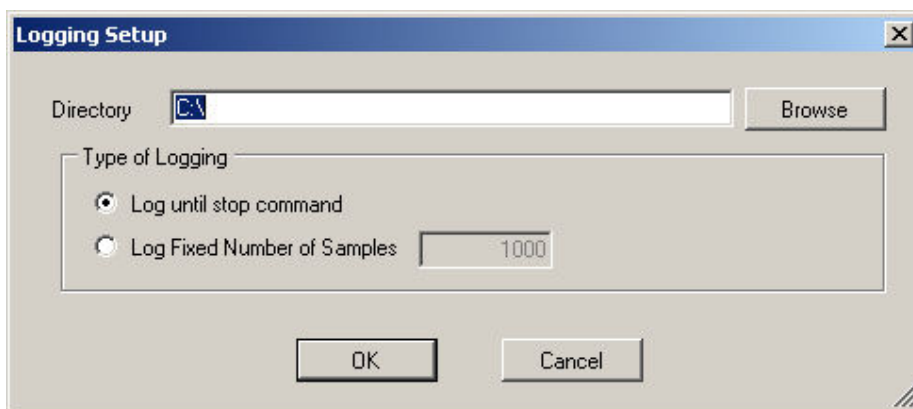 Logging Setup
Directory C:\ Browse
Type of Logging
Log until stop command
Log Fixed Number of Samples 1000
OK Cancel